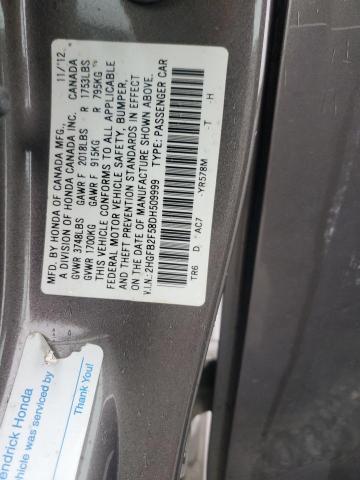 MFD. BY HONDA OF CANADA MFG. 11/'12
A DIVISION OF HONDA CANADA INC. CANADA
GVWR 3748LBS GAWR F 2018LBS R 1753LBS
GVWR 1700KG GAWR F 915KG R 795KG
THIS VEHICLE CONFORMS TO ALL APPLICABLE
FEDERAL MOTOR VEHICLE SAFETY, BUMPER,
AND THEFT PREVENTION STANDARDS IN EFFECT
ON THE DATE OF MANUFACTURE SHOWN ABOVE.
V.I.N.: 2HGFB2F58DH509999 TYPE: PASSENGER CAR
TR6 D AC7 -YR578M -T H
endrick Honda
ehicle was serviced by
Thank You!